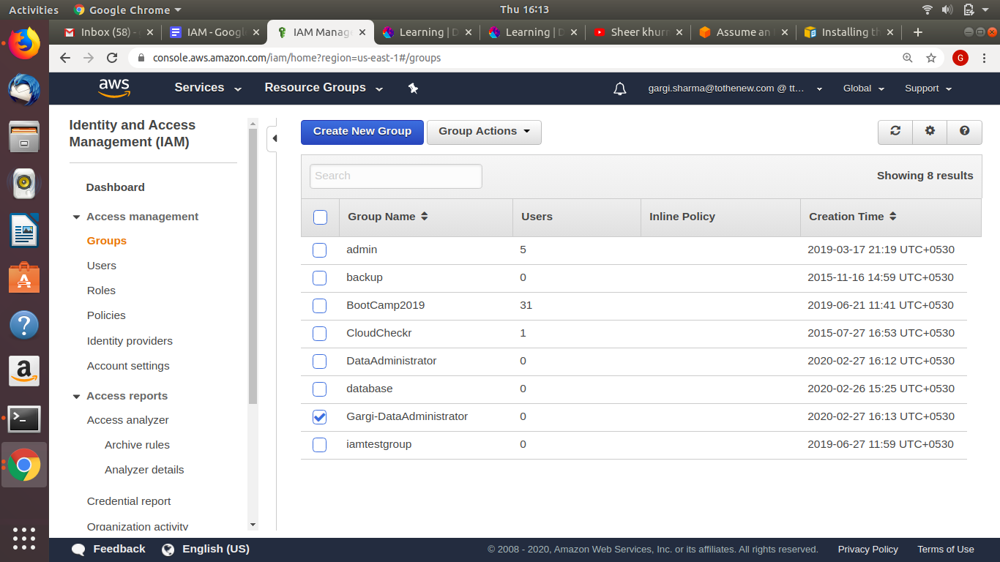 Activities
Google Chrome
Thu 16:13
Inbox (58) -
IAM - Googl
IAM Manag
Learning | D
Learning | D
Sheer khur
Assume an
Installing th
console.aws.amazon.com/iam/home?region=us-east-1#/groups
G
aws
Services
Resource Groups
gargi.sharma@tothenew.com @ tt...
Global
Support
Identity and Access
Management (IAM)
Dashboard
Access management
Groups
Users
Roles
Policies
Identity providers
Account settings
Access reports
Access analyzer
Archive rules
Analyzer details
Credential report
Organization activity
Create New Group
Group Actions
Search
Showing 8 results
Group Name Users Inline Policy Creation Time
admin 5 2019-03-17 21:19 UTC+0530
backup 0 2015-11-16 14:59 UTC+0530
BootCamp2019 31 2019-06-21 11:41 UTC+0530
CloudCheckr 1 2015-07-27 16:53 UTC+0530
DataAdministrator 0 2020-02-27 16:12 UTC+0530
database 0 2020-02-26 15:25 UTC+0530
Gargi-DataAdministrator 0 2020-02-27 16:13 UTC+0530
iamtestgroup 0 2019-06-27 11:59 UTC+0530
Feedback
English (US)
© 2008 - 2020, Amazon Web Services, Inc. or its affiliates. All rights reserved.
Privacy Policy
Terms of Use